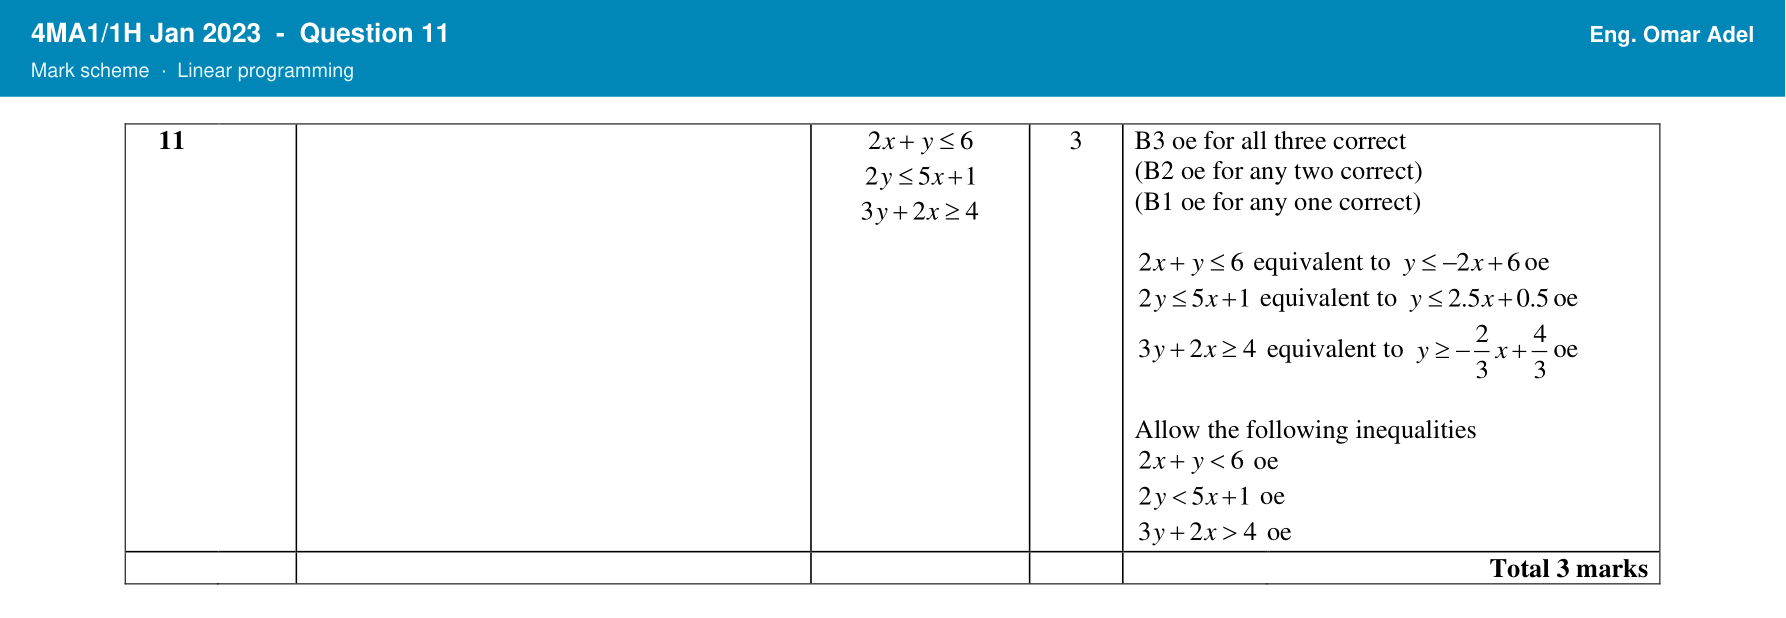 4MA1/1H Jan 2023 - Question 11
Eng. Omar Adel
Mark scheme · Linear programming
11
2x + y ≤ 6
2y ≤ 5x + 1
3y + 2x ≥ 4
3
B3 oe for all three correct
(B2 oe for any two correct)
(B1 oe for any one correct)
2x + y ≤ 6 equivalent to y ≤ −2x + 6 oe
2y ≤ 5x + 1 equivalent to y ≤ 2.5x + 0.5 oe
3y + 2x ≥ 4 equivalent to y ≥ −2/3 x + 4/3 oe
Allow the following inequalities
2x + y < 6 oe
2y < 5x + 1 oe
3y + 2x > 4 oe
Total 3 marks